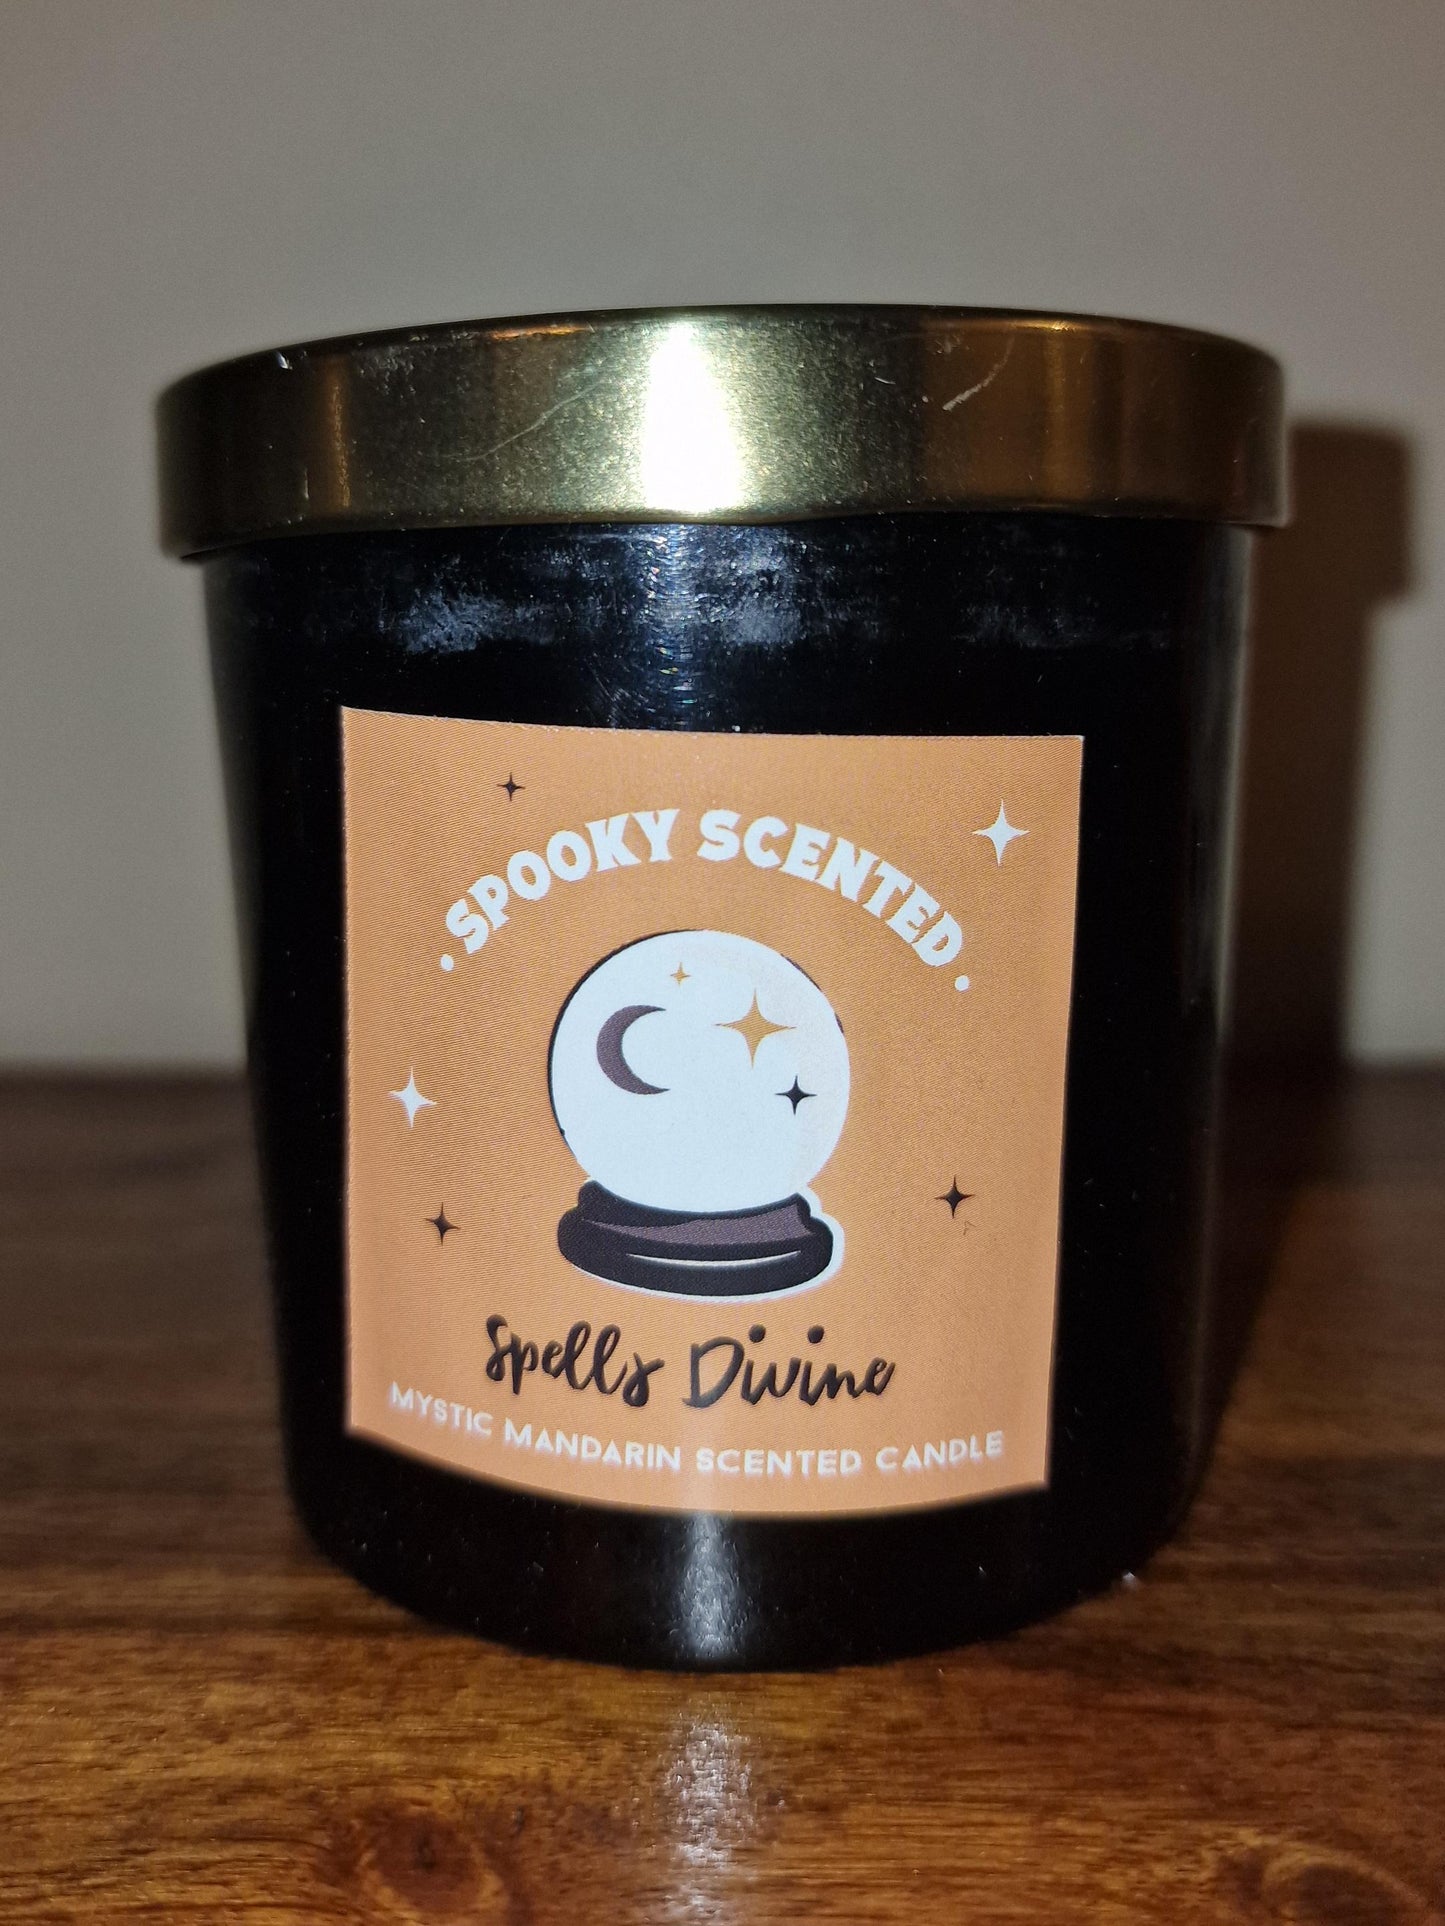 • SPOOKY SCENTED •
Spells Divine
MYSTIC MANDARIN SCENTED CANDLE